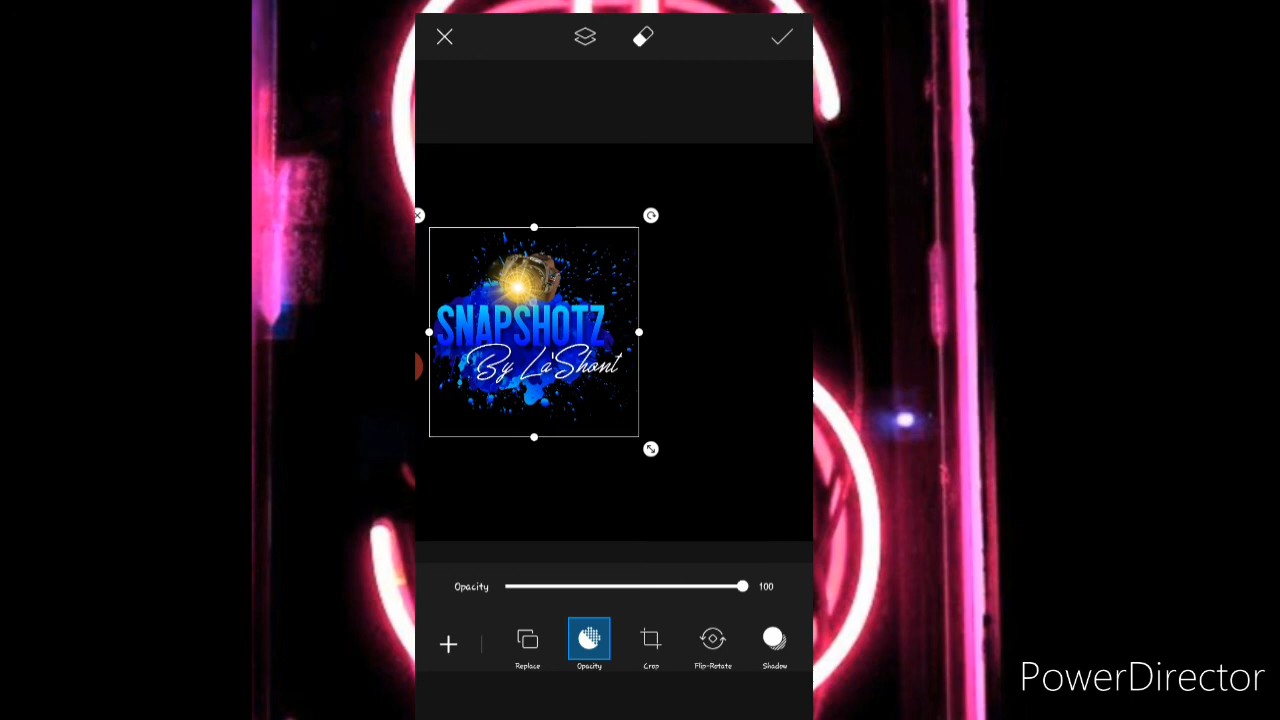 SNAPSHOTZ
By La'Shont
Opacity 100
Replace Opacity Crop Flip-Rotate Shadow
PowerDirector